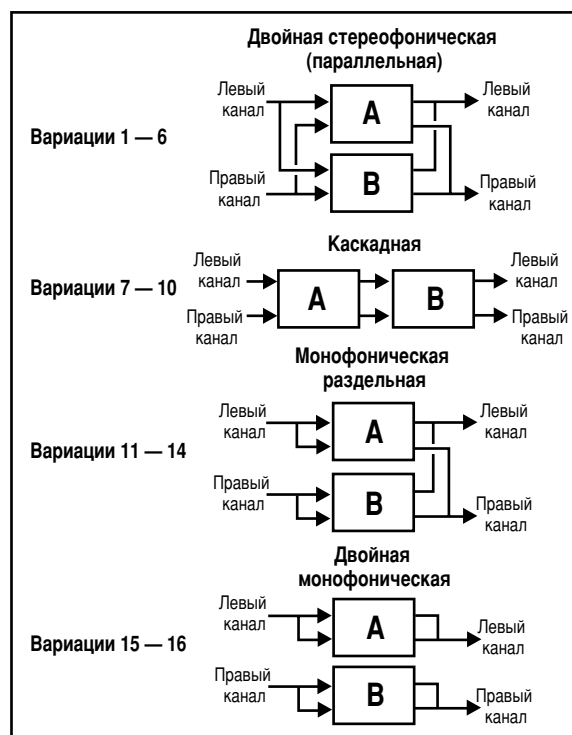 Двойная стереофоническая
(параллельная)
Левый
канал
Левый
канал
A
Вариации 1 — 6
Правый
канал
Правый
канал
B
Каскадная
Левый
канал
Левый
канал
Вариации 7 — 10
A
B
Правый
канал
Правый
канал
Монофоническая
раздельная
Левый
канал
Левый
канал
A
Вариации 11 — 14
Правый
канал
B
Правый
канал
Двойная
монофоническая
Левый
канал
A
Левый
канал
Вариации 15 — 16
Правый
канал
B
Правый
канал